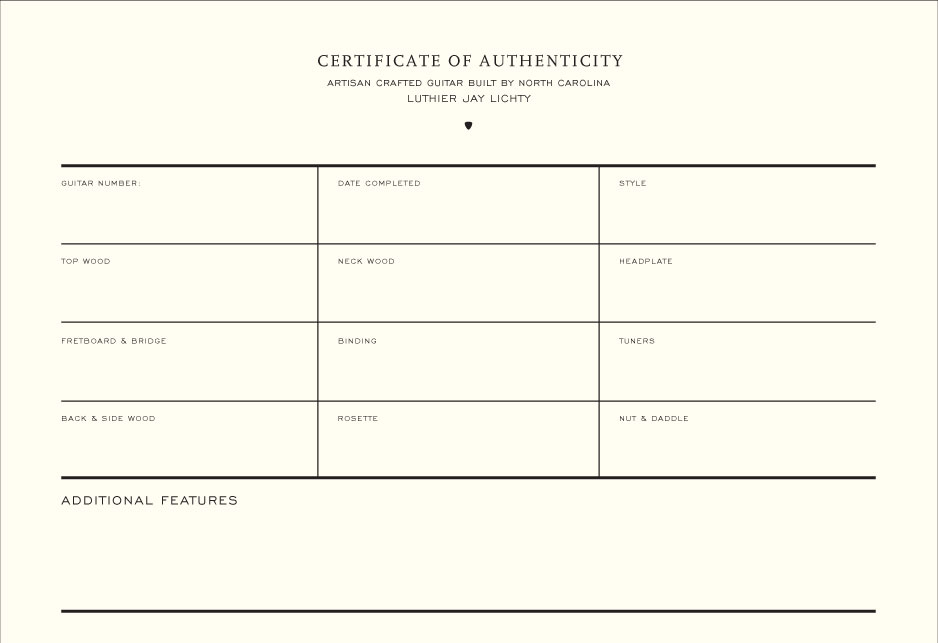 CERTIFICATE OF AUTHENTICITY
ARTISAN CRAFTED GUITAR BUILT BY NORTH CAROLINA
LUTHIER JAY LICHTY
GUITAR NUMBER:
DATE COMPLETED
STYLE
TOP WOOD
NECK WOOD
HEADPLATE
FRETBOARD & BRIDGE
BINDING
TUNERS
BACK & SIDE WOOD
ROSETTE
NUT & DADDLE
ADDITIONAL FEATURES